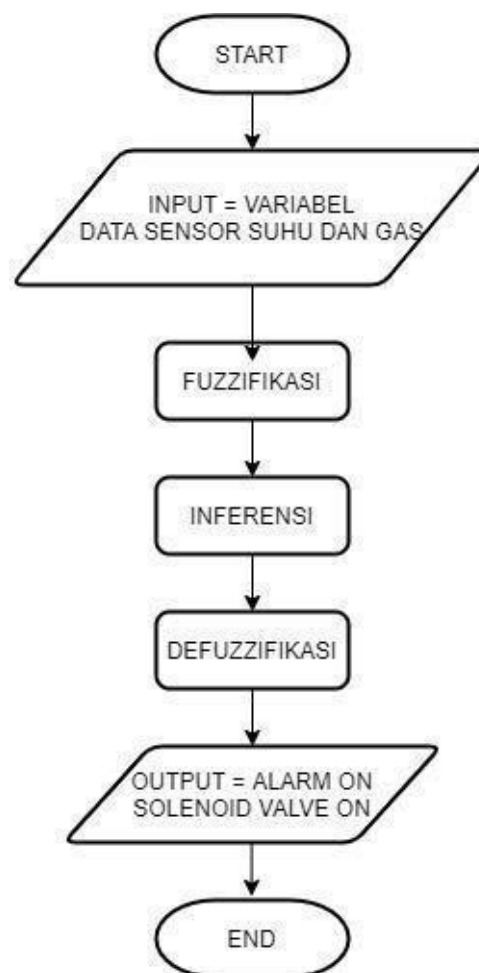 START
INPUT = VARIABEL
DATA SENSOR SUHU DAN GAS
FUZZIFIKASI
INFERENSI
DEFUZZIFIKASI
OUTPUT = ALARM ON
SOLENOID VALVE ON
END